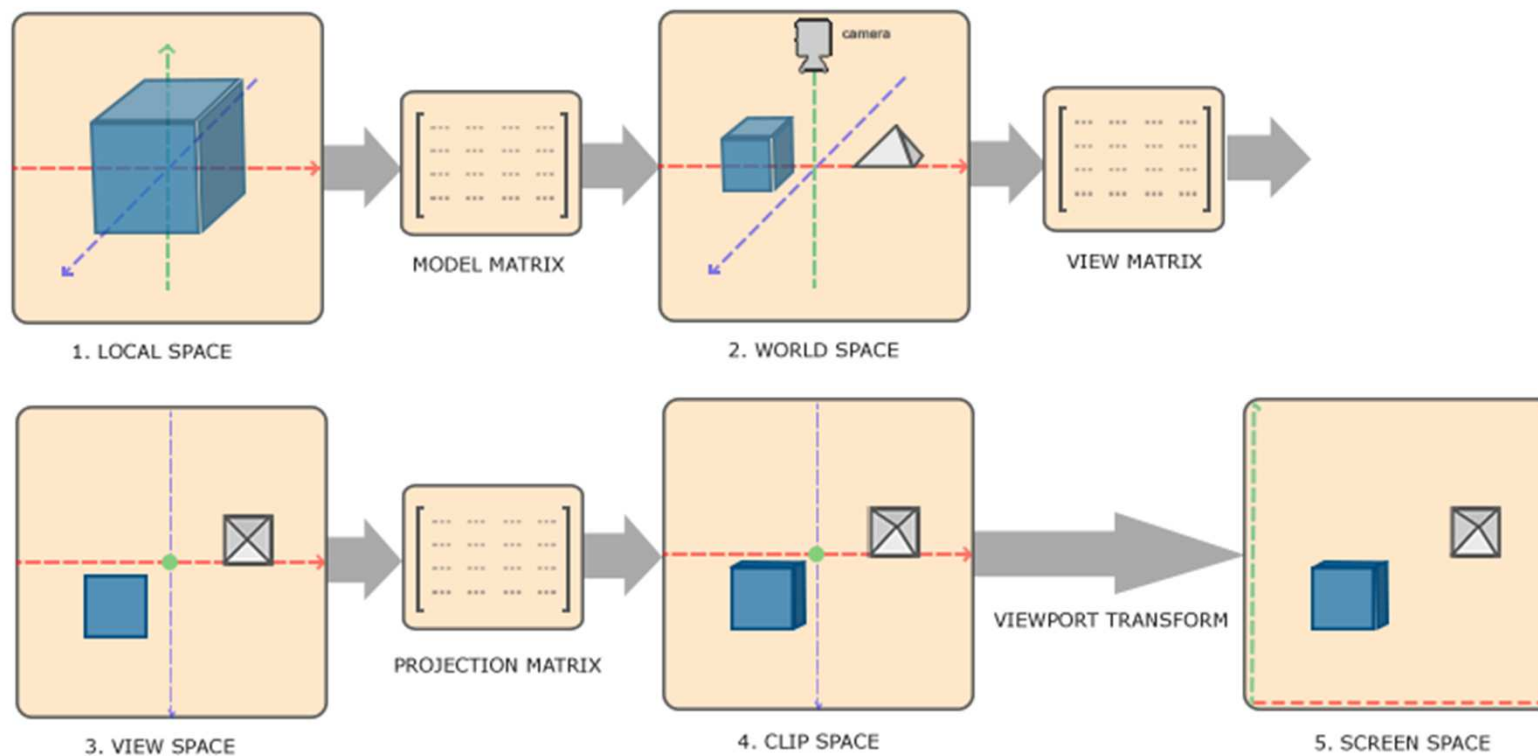 camera
MODEL MATRIX
VIEW MATRIX
1. LOCAL SPACE
2. WORLD SPACE
PROJECTION MATRIX
VIEWPORT TRANSFORM
3. VIEW SPACE
4. CLIP SPACE
5. SCREEN SPACE